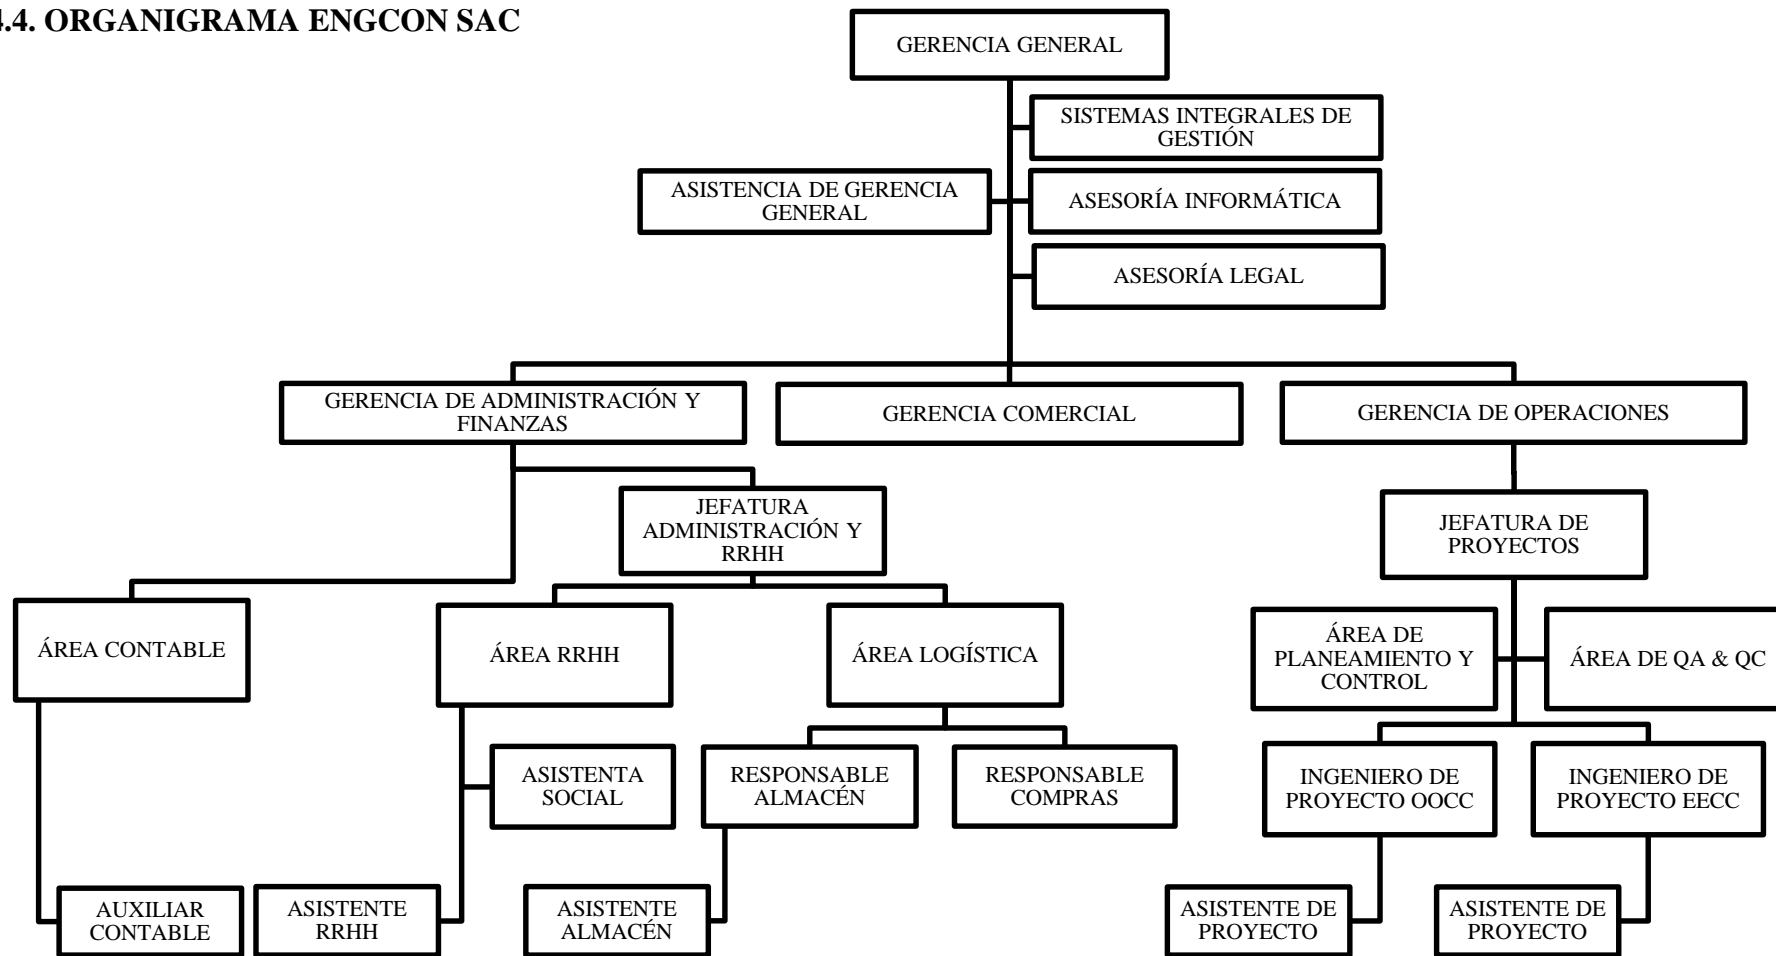 4.4. ORGANIGRAMA ENGCON SAC
GERENCIA GENERAL
SISTEMAS INTEGRALES DE
GESTIÓN
ASISTENCIA DE GERENCIA
GENERAL
ASESORÍA INFORMÁTICA
ASESORÍA LEGAL
GERENCIA DE ADMINISTRACIÓN Y
FINANZAS
GERENCIA COMERCIAL
GERENCIA DE OPERACIONES
JEFATURA
ADMINISTRACIÓN Y
RRHH
JEFATURA DE
PROYECTOS
ÁREA CONTABLE
ÁREA RRHH
ÁREA LOGÍSTICA
ÁREA DE
PLANEAMIENTO Y
CONTROL
ÁREA DE QA & QC
ASISTENTA
SOCIAL
RESPONSABLE
ALMACÉN
RESPONSABLE
COMPRAS
INGENIERO DE
PROYECTO OOCC
INGENIERO DE
PROYECTO EECC
AUXILIAR
CONTABLE
ASISTENTE
RRHH
ASISTENTE
ALMACÉN
ASISTENTE DE
PROYECTO
ASISTENTE DE
PROYECTO